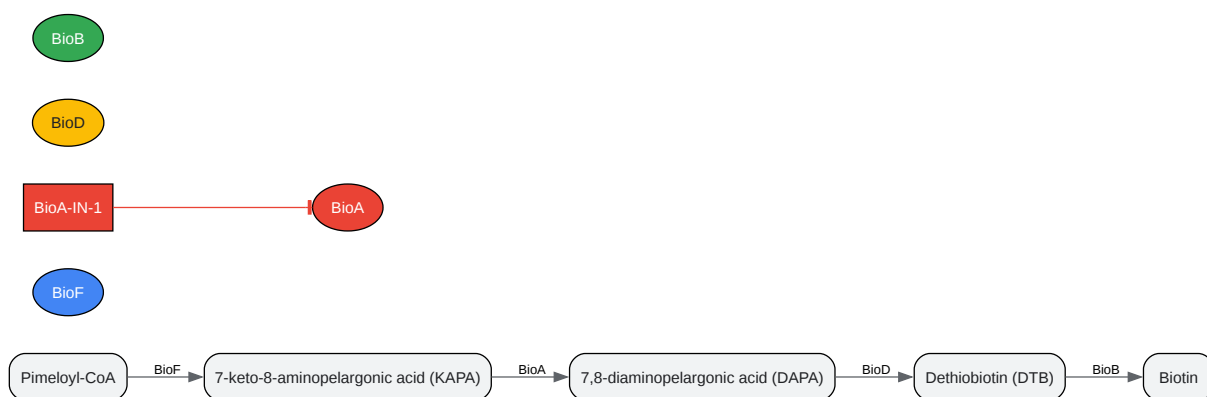 BioB
BioD
BioA-IN-1
BioA
BioF
Pimeloyl-CoA
BioF
7-keto-8-aminopelargonic acid (KAPA)
BioA
7,8-diaminopelargonic acid (DAPA)
BioD
Dethiobiotin (DTB)
BioB
Biotin